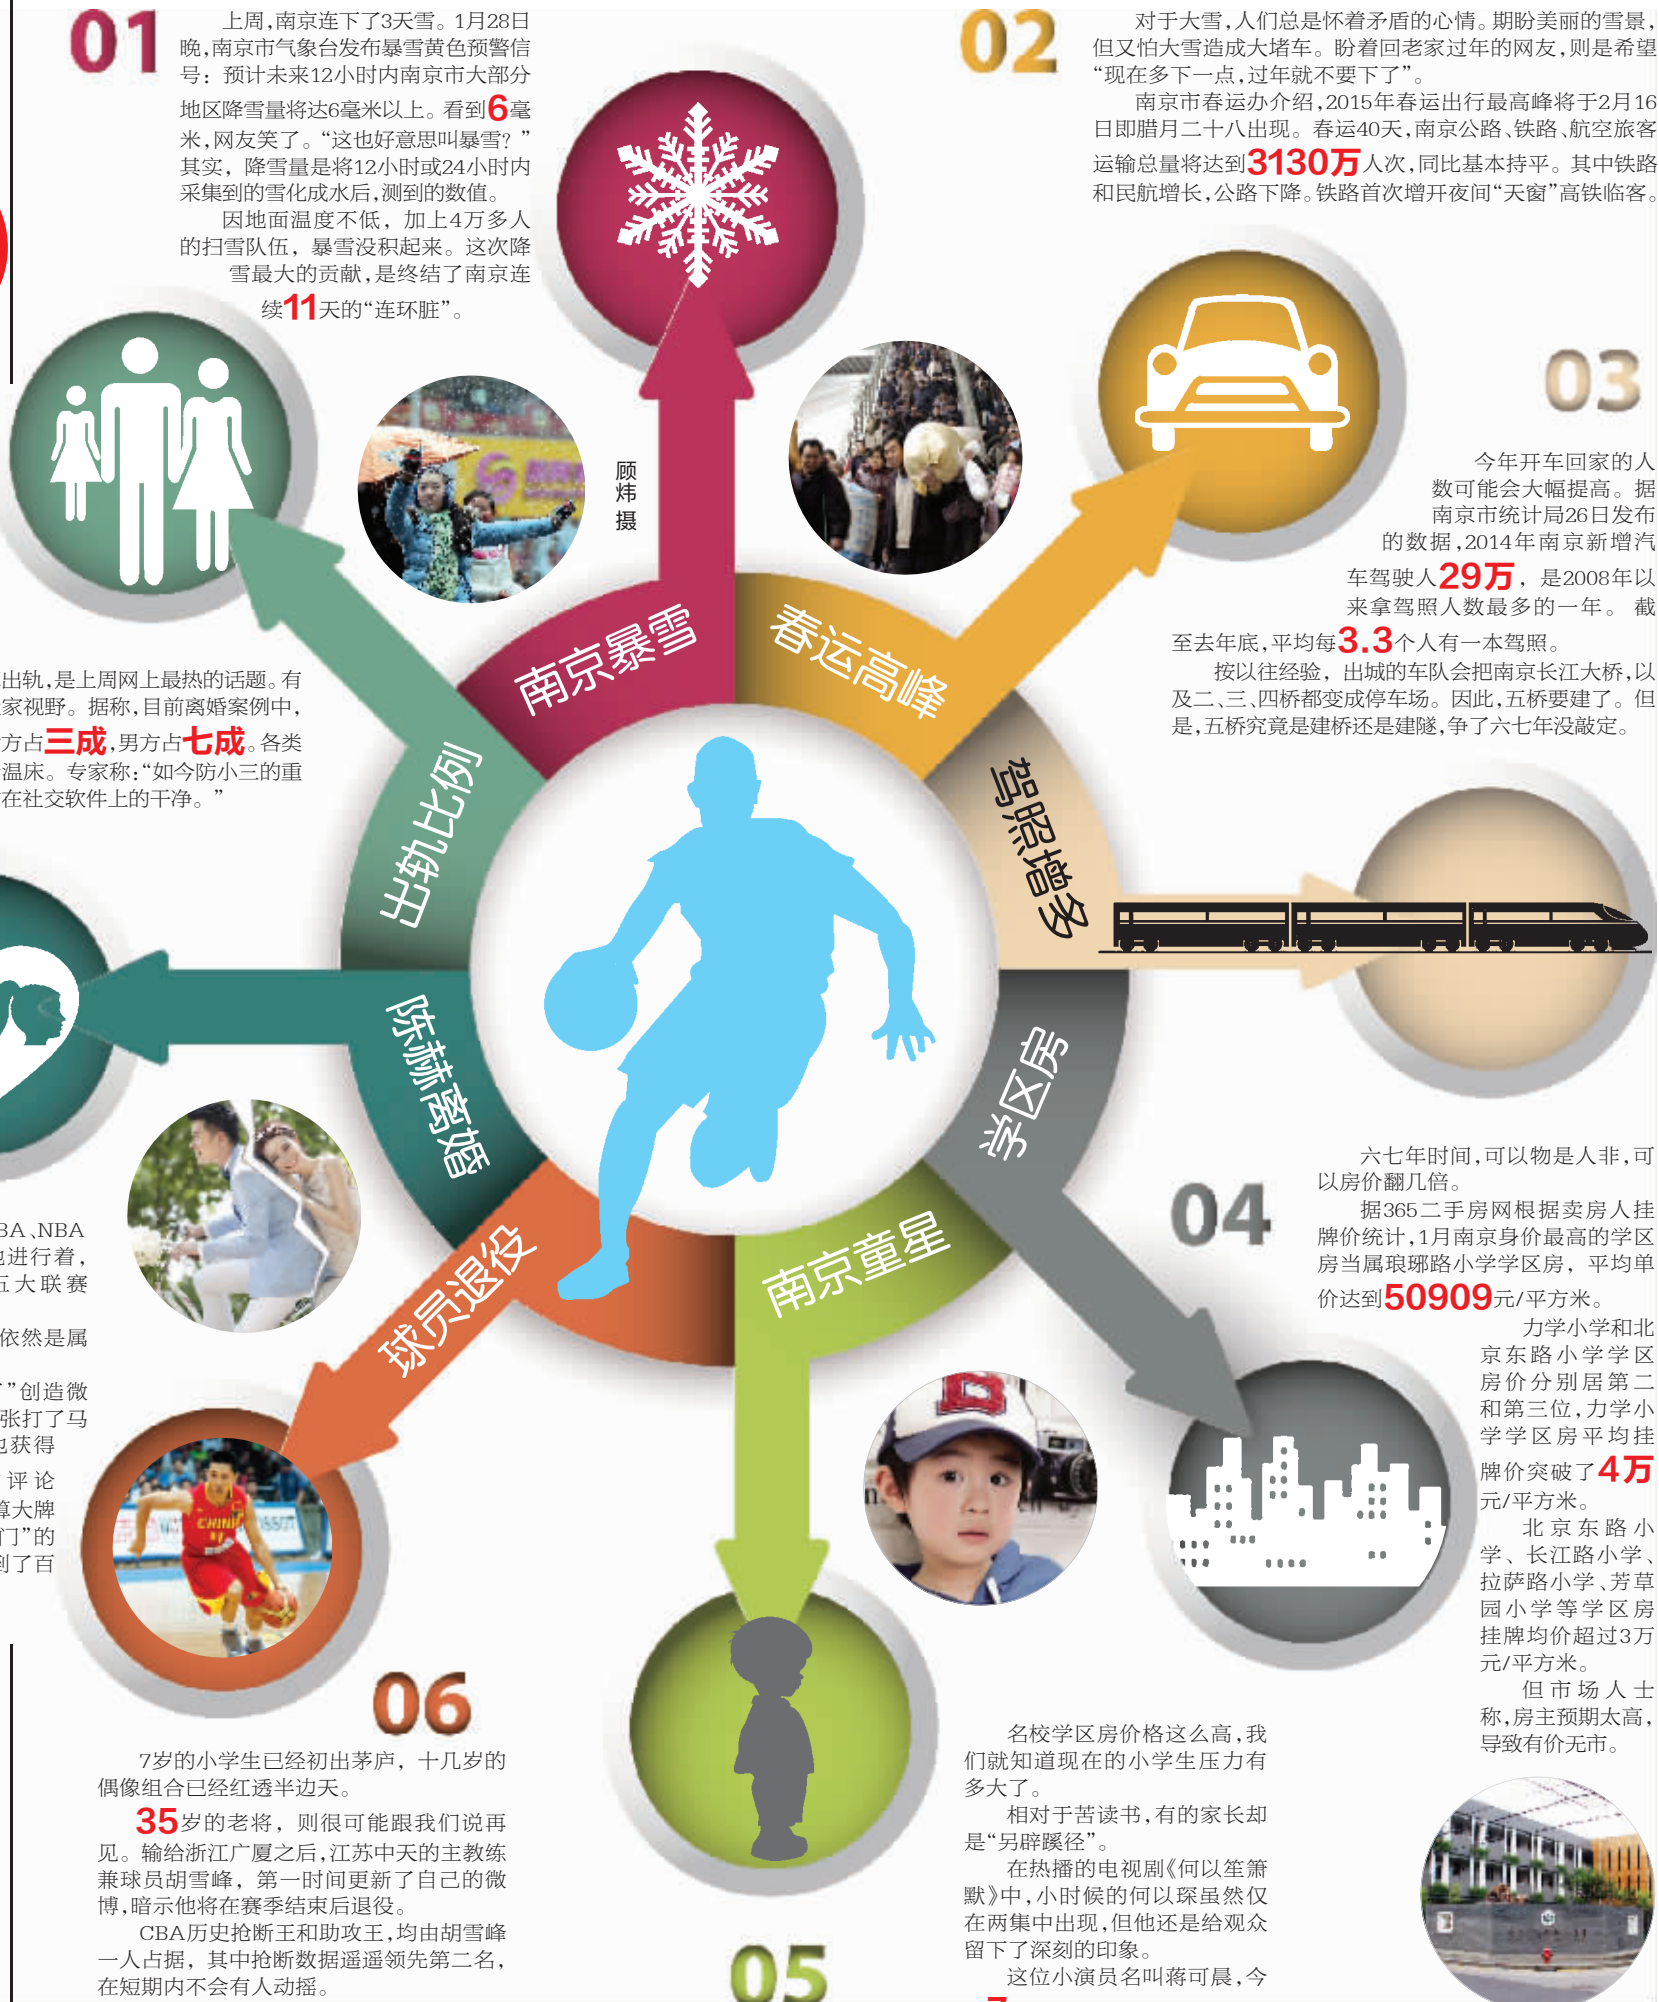 01
上周,南京连下了3天雪。1月28日
晚,南京市气象台发布暴雪黄色预警信
号：预计未来12小时内南京市大部分
地区降雪量将达6毫米以上。看到6毫
米,网友笑了。“这也好意思叫暴雪？”
其实，降雪量是将12小时或24小时内
采集到的雪化成水后,测到的数值。
因地面温度不低，加上4万多人
的扫雪队伍，暴雪没积起来。这次降
雪最大的贡献,是终结了南京连
续11天的“连环脏”。
02
对于大雪,人们总是怀着矛盾的心情。期盼美丽的雪景,
但又怕大雪造成大堵车。盼着回老家过年的网友,则是希望
“现在多下一点,过年就不要下了”。
南京市春运办介绍,2015年春运出行最高峰将于2月16
日即腊月二十八出现。春运40天,南京公路、铁路、航空旅客
运输总量将达到3130万人次,同比基本持平。其中铁路
和民航增长,公路下降。铁路首次增开夜间“天窗”高铁临客。
顾炜 摄
03
今年开车回家的人
数可能会大幅提高。据
南京市统计局26日发布
的数据,2014年南京新增汽
车驾驶人29万，是2008年以
来拿驾照人数最多的一年。截
至去年底,平均每3.3个人有一本驾照。
按以往经验，出城的车队会把南京长江大桥,以
及二、三、四桥都变成停车场。因此,五桥要建了。但
是,五桥究竟是建桥还是建隧,争了六七年没敲定。
南京暴雪
春运高峰
驾照增多
学区房
南京童星
球员退役
陈赫离婚
出轨比例
出轨,是上周网上最热的话题。有
家视野。据称,目前离婚案例中,
方占三成,男方占七成。各类
温床。专家称:“如今防小三的重
在社交软件上的干净。”
BA、NBA
地进行着，
五大联赛
依然是属
”创造微
张打了马
也获得
评论
算大牌
门”的
到了百
04
六七年时间,可以物是人非,可
以房价翻几倍。
据365二手房网根据卖房人挂
牌价统计,1月南京身价最高的学区
房当属琅琊路小学学区房，平均单
价达到50909元/平方米。
力学小学和北
京东路小学学区
房价分别居第二
和第三位,力学小
学学区房平均挂
牌价突破了4万
元/平方米。
北京东路小
学、长江路小学、
拉萨路小学、芳草
园小学等学区房
挂牌均价超过3万
元/平方米。
但市场人士
称,房主预期太高,
导致有价无市。
CHINA
06
7岁的小学生已经初出茅庐，十几岁的
偶像组合已经红透半边天。
35岁的老将，则很可能跟我们说再
见。输给浙江广厦之后,江苏中天的主教练
兼球员胡雪峰，第一时间更新了自己的微
博,暗示他将在赛季结束后退役。
CBA历史抢断王和助攻王,均由胡雪峰
一人占据，其中抢断数据遥遥领先第二名,
在短期内不会有人动摇。
05
名校学区房价格这么高,我
们就知道现在的小学生压力有
多大了。
相对于苦读书,有的家长却
是“另辟蹊径”。
在热播的电视剧《何以笙箫
默》中,小时候的何以琛虽然仅
在两集中出现,但他还是给观众
留下了深刻的印象。
这位小演员名叫蒋可晨,今